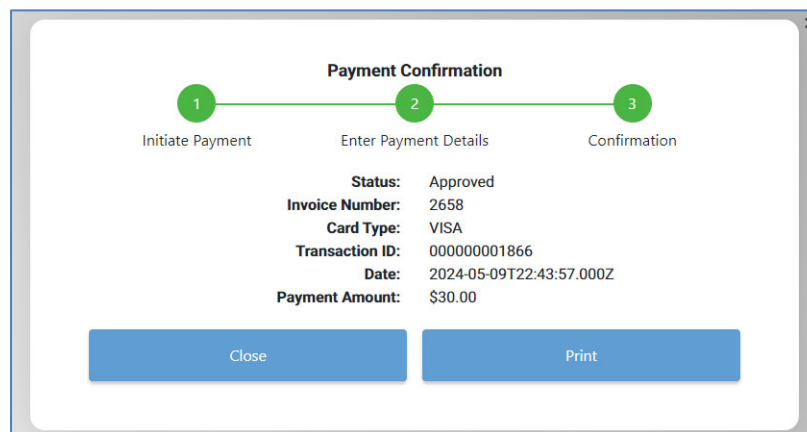 Payment Confirmation
1 2 3
Initiate Payment Enter Payment Details Confirmation
Status: Approved
Invoice Number: 2658
Card Type: VISA
Transaction ID: 000000001866
Date: 2024-05-09T22:43:57.000Z
Payment Amount: $30.00
Close Print